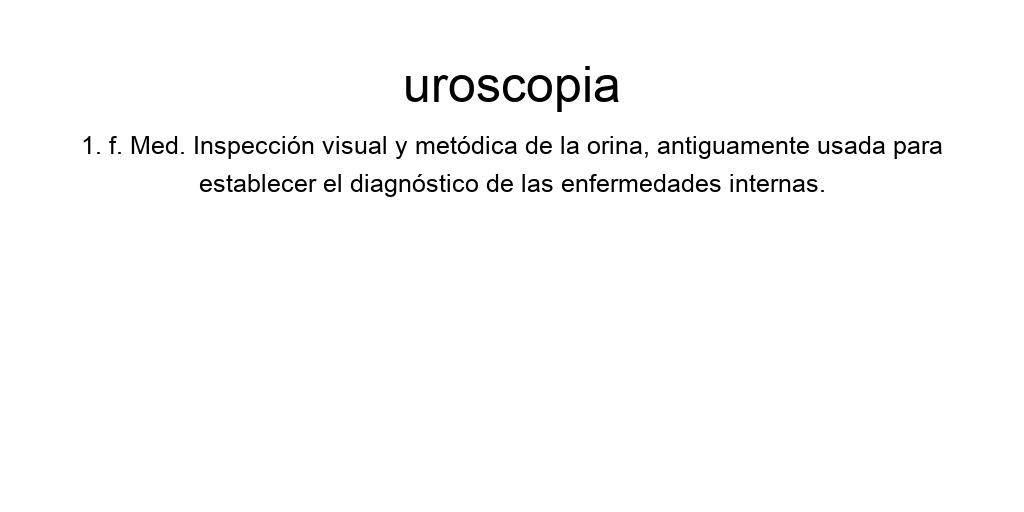 uroscopia
1. f. Med. Inspección visual y metódica de la orina, antiguamente usada para
establecer el diagnóstico de las enfermedades internas.